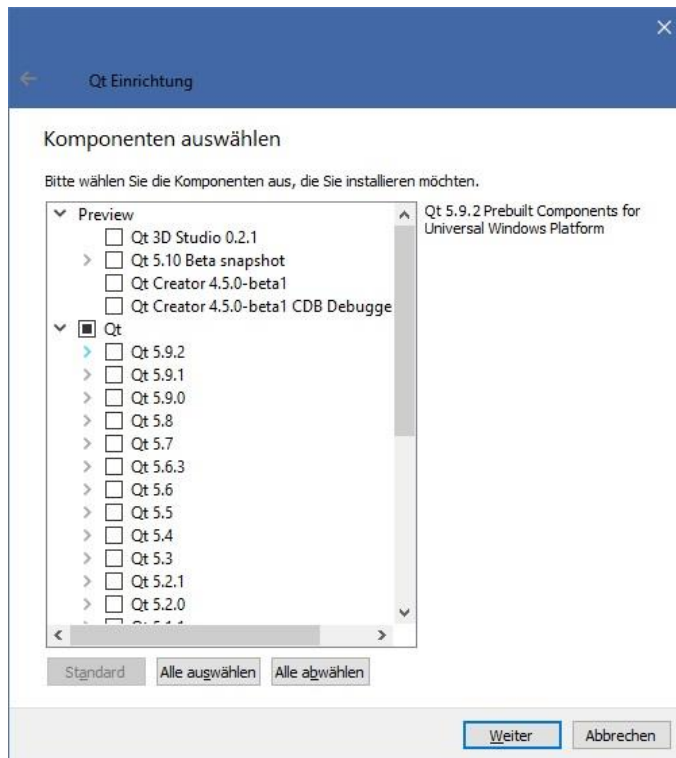 Qt Einrichtung
Komponenten auswählen
Bitte wählen Sie die Komponenten aus, die Sie installieren möchten.
Preview
Qt 3D Studio 0.2.1
Qt 5.10 Beta snapshot
Qt Creator 4.5.0-beta1
Qt Creator 4.5.0-beta1 CDB Debugge
Qt
Qt 5.9.2
Qt 5.9.1
Qt 5.9.0
Qt 5.8
Qt 5.7
Qt 5.6.3
Qt 5.6
Qt 5.5
Qt 5.4
Qt 5.3
Qt 5.2.1
Qt 5.2.0
Qt 5.9.2 Prebuilt Components for
Universal Windows Platform
Standard Alle auswählen Alle abwählen
Weiter Abbrechen